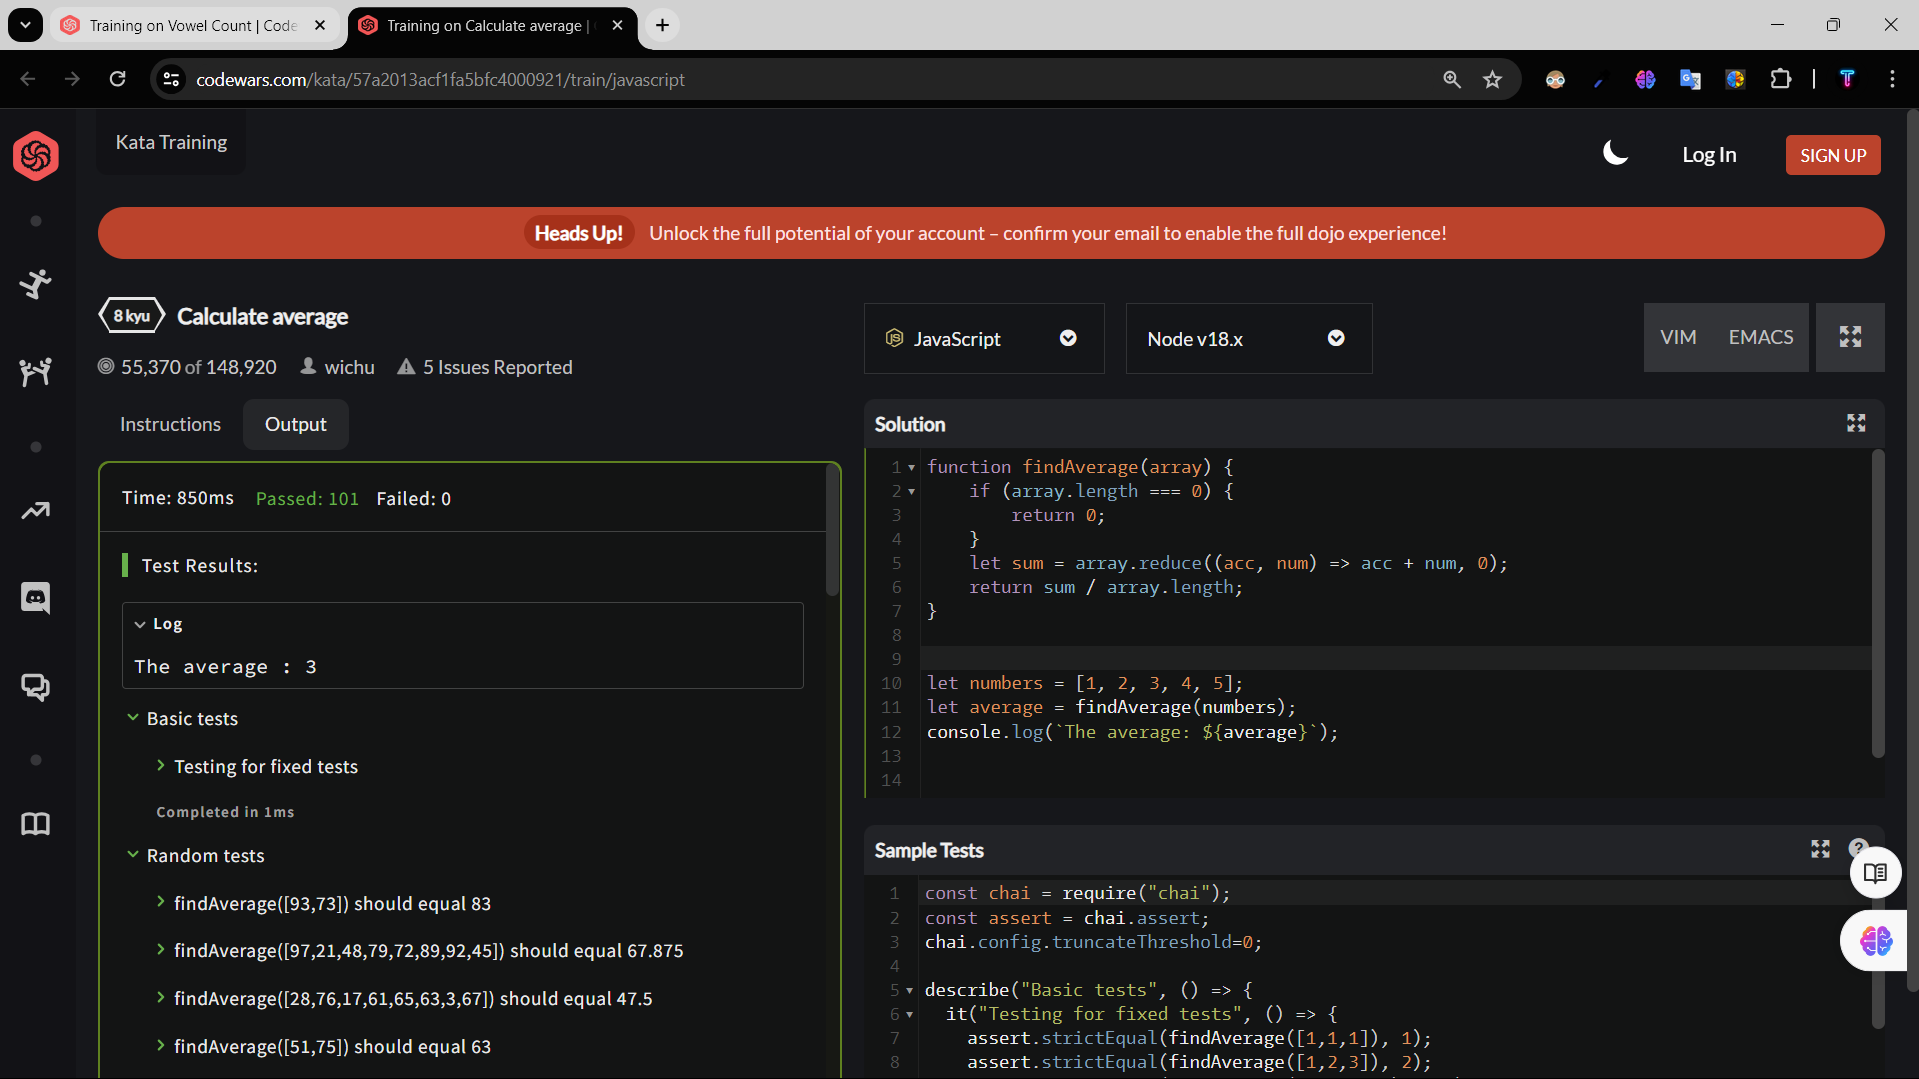 Training on Vowel Count | Code
Training on Calculate average |
codewars.com/kata/57a2013acf1fa5bfc4000921/train/javascript
Kata Training
Log In
SIGN UP
Heads Up! Unlock the full potential of your account – confirm your email to enable the full dojo experience!
8 kyu Calculate average
55,370 of 148,920 wichu 5 Issues Reported
JavaScript
Node v18.x
VIM EMACS
Instructions
Output
Time: 850ms Passed: 101 Failed: 0
Test Results:
Log
The average : 3
Basic tests
Testing for fixed tests
Completed in 1ms
Random tests
findAverage([93,73]) should equal 83
findAverage([97,21,48,79,72,89,92,45]) should equal 67.875
findAverage([28,76,17,61,65,63,3,67]) should equal 47.5
findAverage([51,75]) should equal 63
Solution
1 function findAverage(array) {
2 if (array.length === 0) {
3 return 0;
4 }
5 let sum = array.reduce((acc, num) => acc + num, 0);
6 return sum / array.length;
7 }
8
9
10 let numbers = [1, 2, 3, 4, 5];
11 let average = findAverage(numbers);
12 console.log(`The average: ${average}`);
13
14
Sample Tests
?
1 const chai = require("chai");
2 const assert = chai.assert;
3 chai.config.truncateThreshold=0;
4
5 describe("Basic tests", () => {
6 it("Testing for fixed tests", () => {
7 assert.strictEqual(findAverage([1,1,1]), 1);
8 assert.strictEqual(findAverage([1,2,3]), 2);